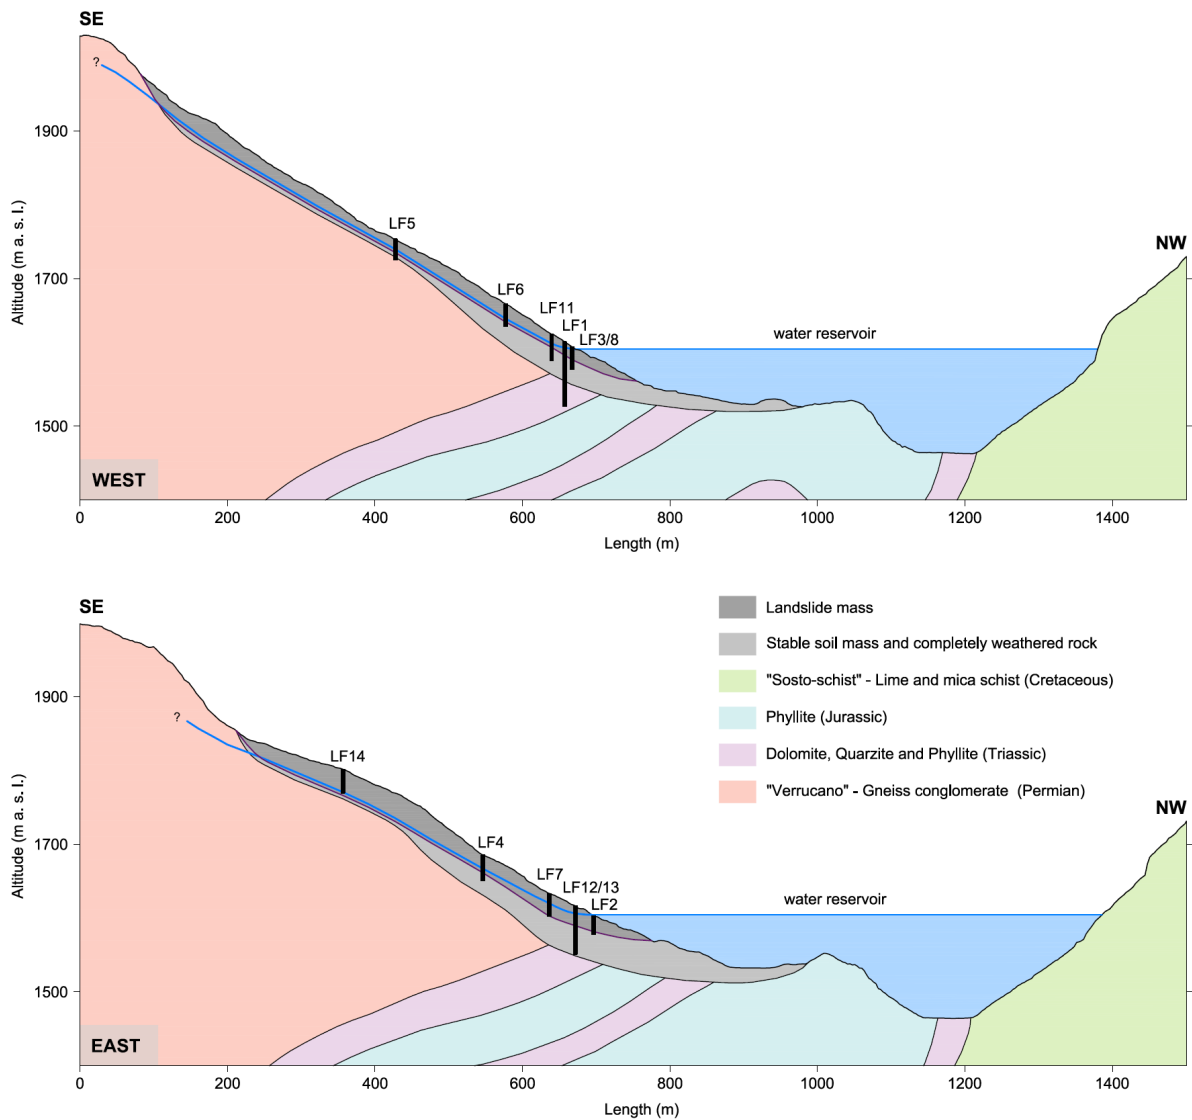 SE
?
1900
LF5
NW
1700
LF6
LF11
LF1
LF3/8
water reservoir
Altitude (m a. s. l.)
1500
WEST
0 200 400 600 800 1000 1200 1400
Length (m)
SE
Landslide mass
Stable soil mass and completely weathered rock
"Sosto-schist" - Lime and mica schist (Cretaceous)
1900
?
Phyllite (Jurassic)
LF14
Dolomite, Quarzite and Phyllite (Triassic)
"Verrucano" - Gneiss conglomerate (Permian)
NW
1700
LF4
LF7
LF12/13
LF2
water reservoir
Altitude (m a. s. l.)
1500
EAST
0 200 400 600 800 1000 1200 1400
Length (m)